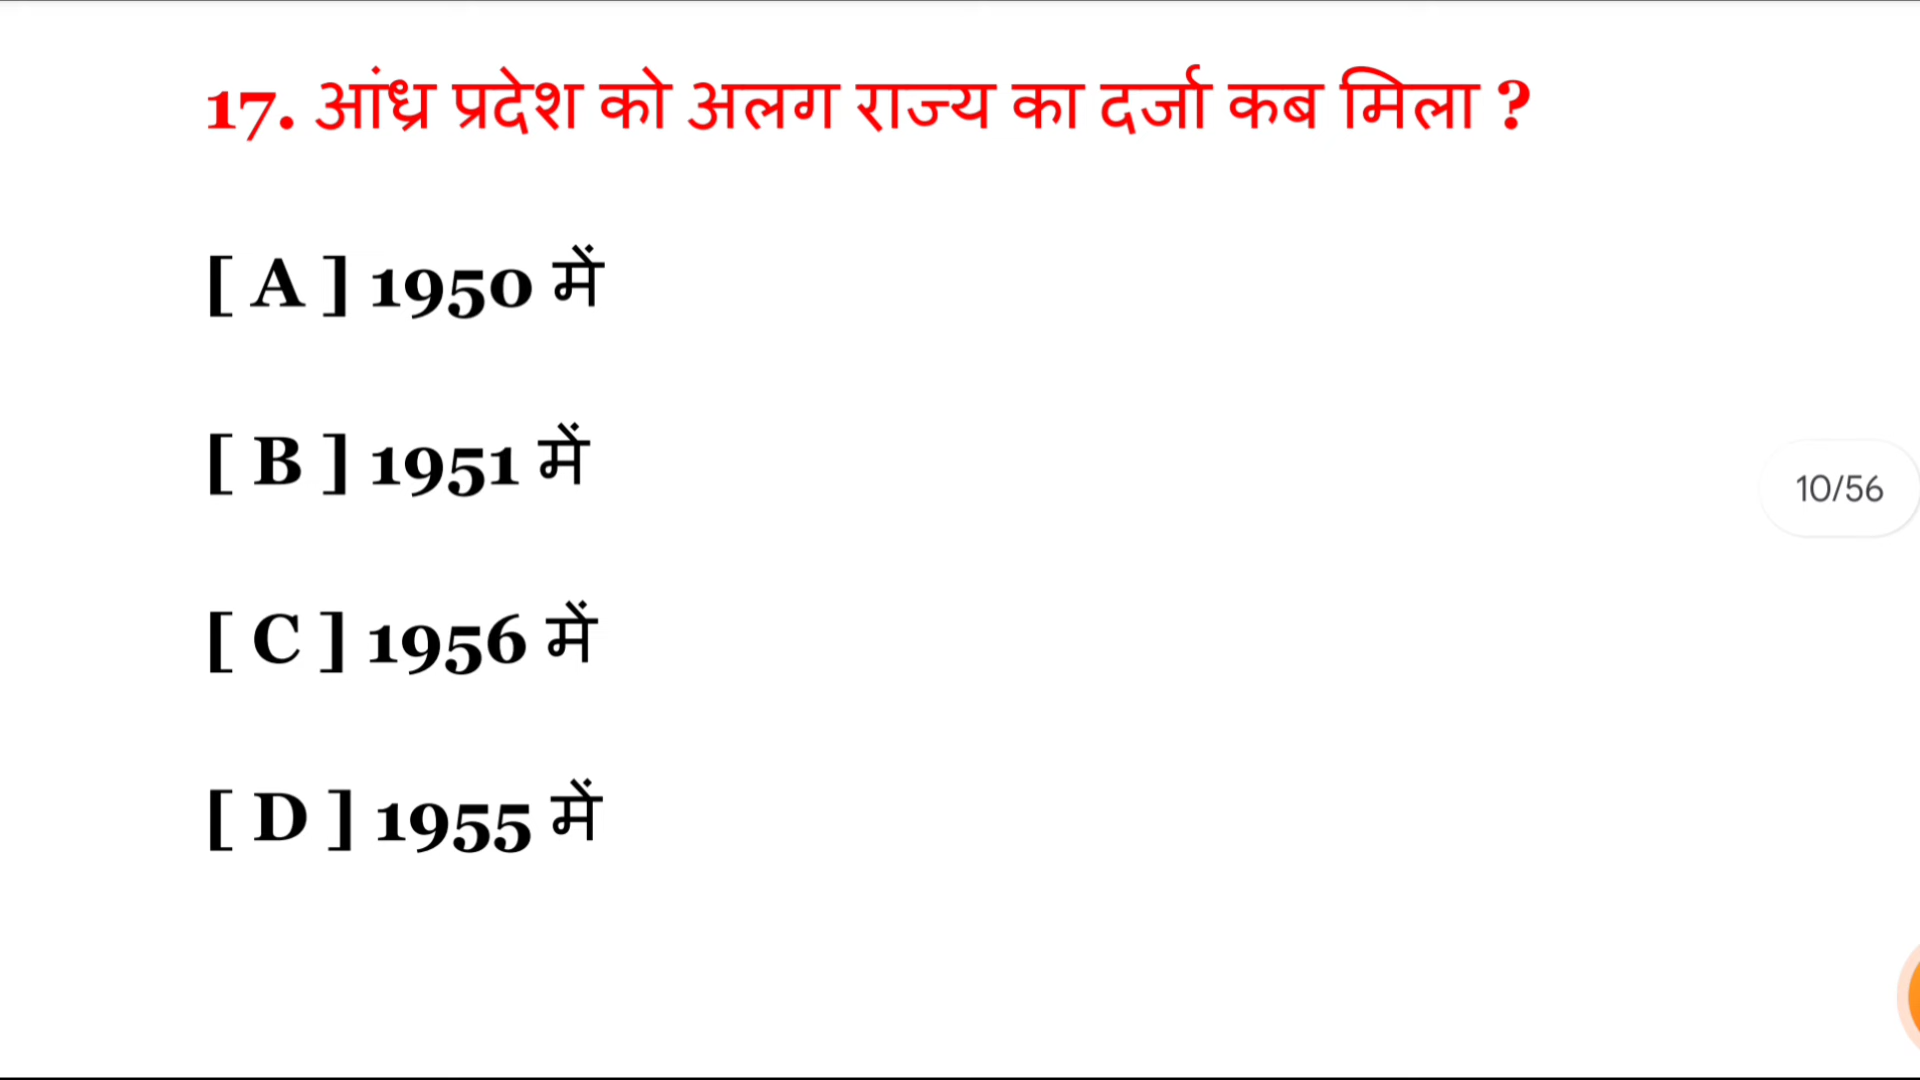 17. आंध्र प्रदेश को अलग राज्य का दर्जा कब मिला ?
[ A ] 1950 में
[ B ] 1951 में
10/56
[ C ] 1956 में
[ D ] 1955 में